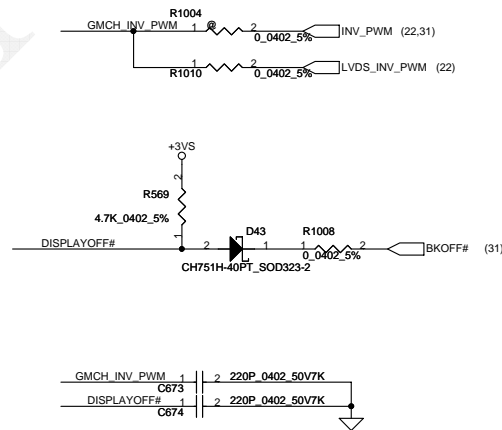 R1004
GMCH_INV_PWM 1 @ 2 INV_PWM (22,31)
0_0402_5%
1 2 LVDS_INV_PWM (22)
R1010 0_0402_5%
+3VS
2
R569
4.7K_0402_5%
1
D43 R1008
DISPLAYOFF# 2 1 1 2 BKOFF# (31)
0_0402_5%
CH751H-40PT_SOD323-2
GMCH_INV_PWM 1 2 220P_0402_50V7K
C673
DISPLAYOFF# 1 2 220P_0402_50V7K
C674